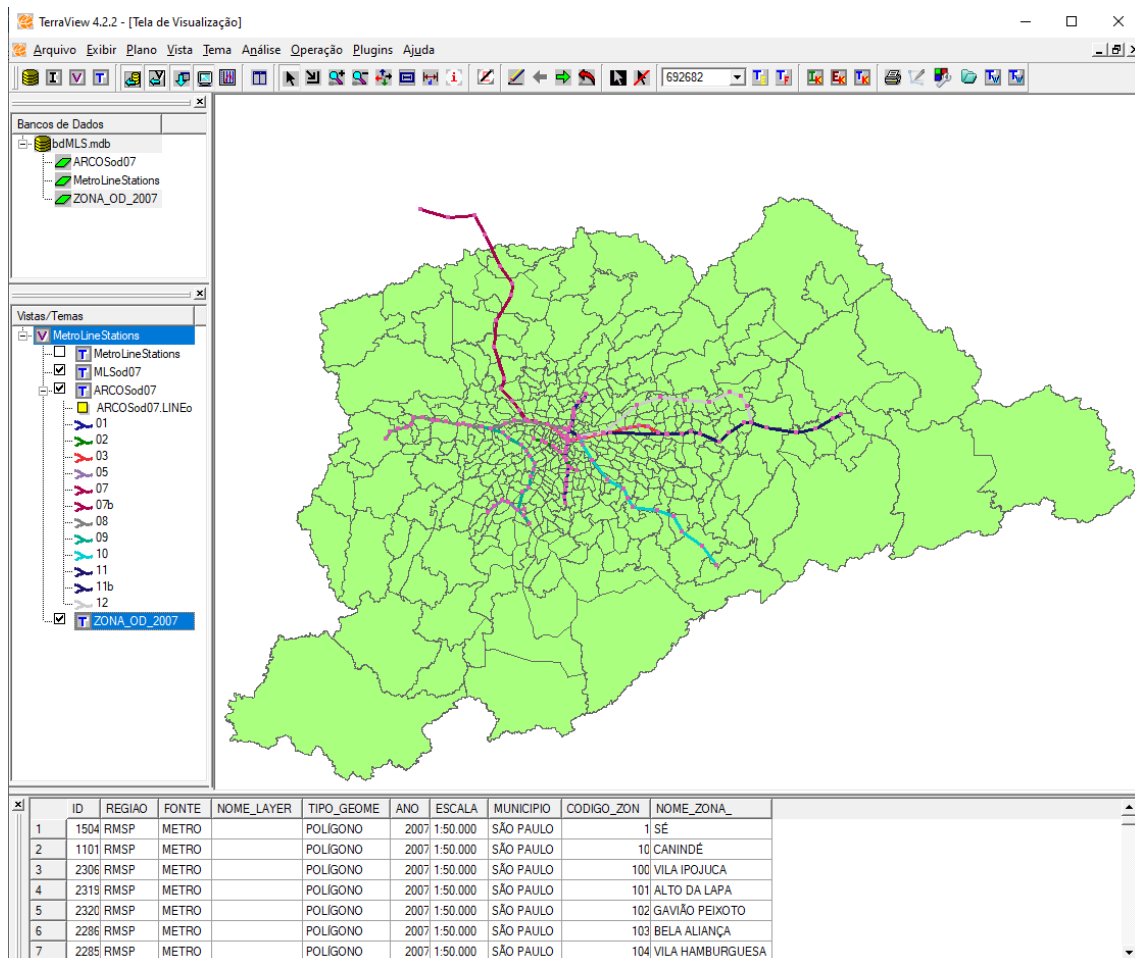 TerraView 4.2.2 - [Tela de Visualização]
Arquivo Exibir Plano Vista Tema Análise Operação Plugins Ajuda
692682
Bancos de Dados
bdMLS.mdb
ARCOSod07
MetroLineStations
ZONA_OD_2007
Vistas/Temas
MetroLineStations
MetroLineStations
MLSod07
ARCOSod07
ARCOSod07.LINEo
01
02
03
05
07
07b
08
09
10
11
11b
12
ZONA_OD_2007
ID REGIAO FONTE NOME_LAYER TIPO_GEOME ANO ESCALA MUNICIPIO CODIGO_ZON NOME_ZONA_
1 1504 RMSP METRO POLÍGONO 2007 1:50.000 SÃO PAULO 1 SÉ
2 1101 RMSP METRO POLÍGONO 2007 1:50.000 SÃO PAULO 10 CANINDÉ
3 2306 RMSP METRO POLÍGONO 2007 1:50.000 SÃO PAULO 100 VILA IPOJUCA
4 2319 RMSP METRO POLÍGONO 2007 1:50.000 SÃO PAULO 101 ALTO DA LAPA
5 2320 RMSP METRO POLÍGONO 2007 1:50.000 SÃO PAULO 102 GAVIÃO PEIXOTO
6 2286 RMSP METRO POLÍGONO 2007 1:50.000 SÃO PAULO 103 BELA ALIANÇA
7 2285 RMSP METRO POLÍGONO 2007 1:50.000 SÃO PAULO 104 VILA HAMBURGUESA